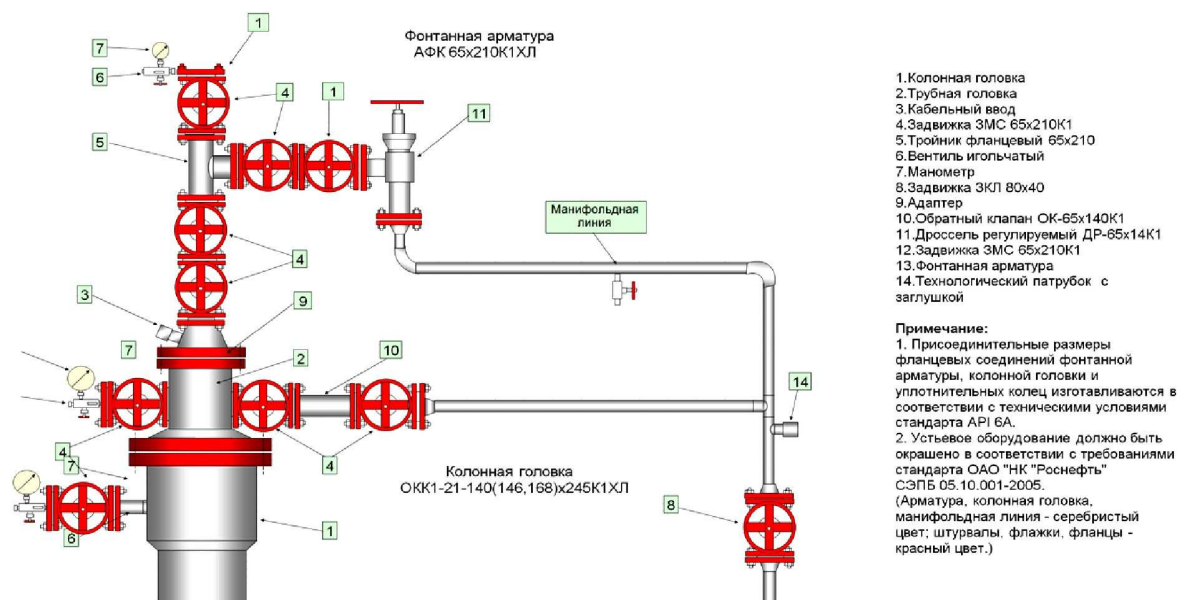 Фонтанная арматура
АФК 65х210К1ХЛ
1
7
6
4
1
11
5
Манифольдная
линия
4
3
9
7
2
10
14
4
7
4
Колонная головка
ОКК1-21-140(146,168)х245К1ХЛ
8
6
1
1.Колонная головка
2.Трубная головка
3.Кабельный ввод
4.Задвижка ЗМС 65х210К1
5.Тройник фланцевый 65х210
6.Вентиль игольчатый
7.Манометр
8.Задвижка ЗКЛ 80х40
9.Адаптер
10.Обратный клапан ОК-65х140К1
11.Дроссель регулируемый ДР-65х14К1
12.Задвижка ЗМС 65х210К1
13.Фонтанная арматура
14.Технологический патрубок с
заглушкой
Примечание:
1. Присоединительные размеры
фланцевых соединений фонтанной
арматуры, колонной головки и
уплотнительных колец изготавливаются в
соответствии с техническими условиями
стандарта API 6A.
2. Устьевое оборудование должно быть
окрашено в соответствии с требованиями
стандарта ОАО "НК "Роснефть"
СЭПБ 05.10.001-2005.
(Арматура, колонная головка,
манифольдная линия - серебристый
цвет; штурвалы, флажки, фланцы -
красный цвет.)